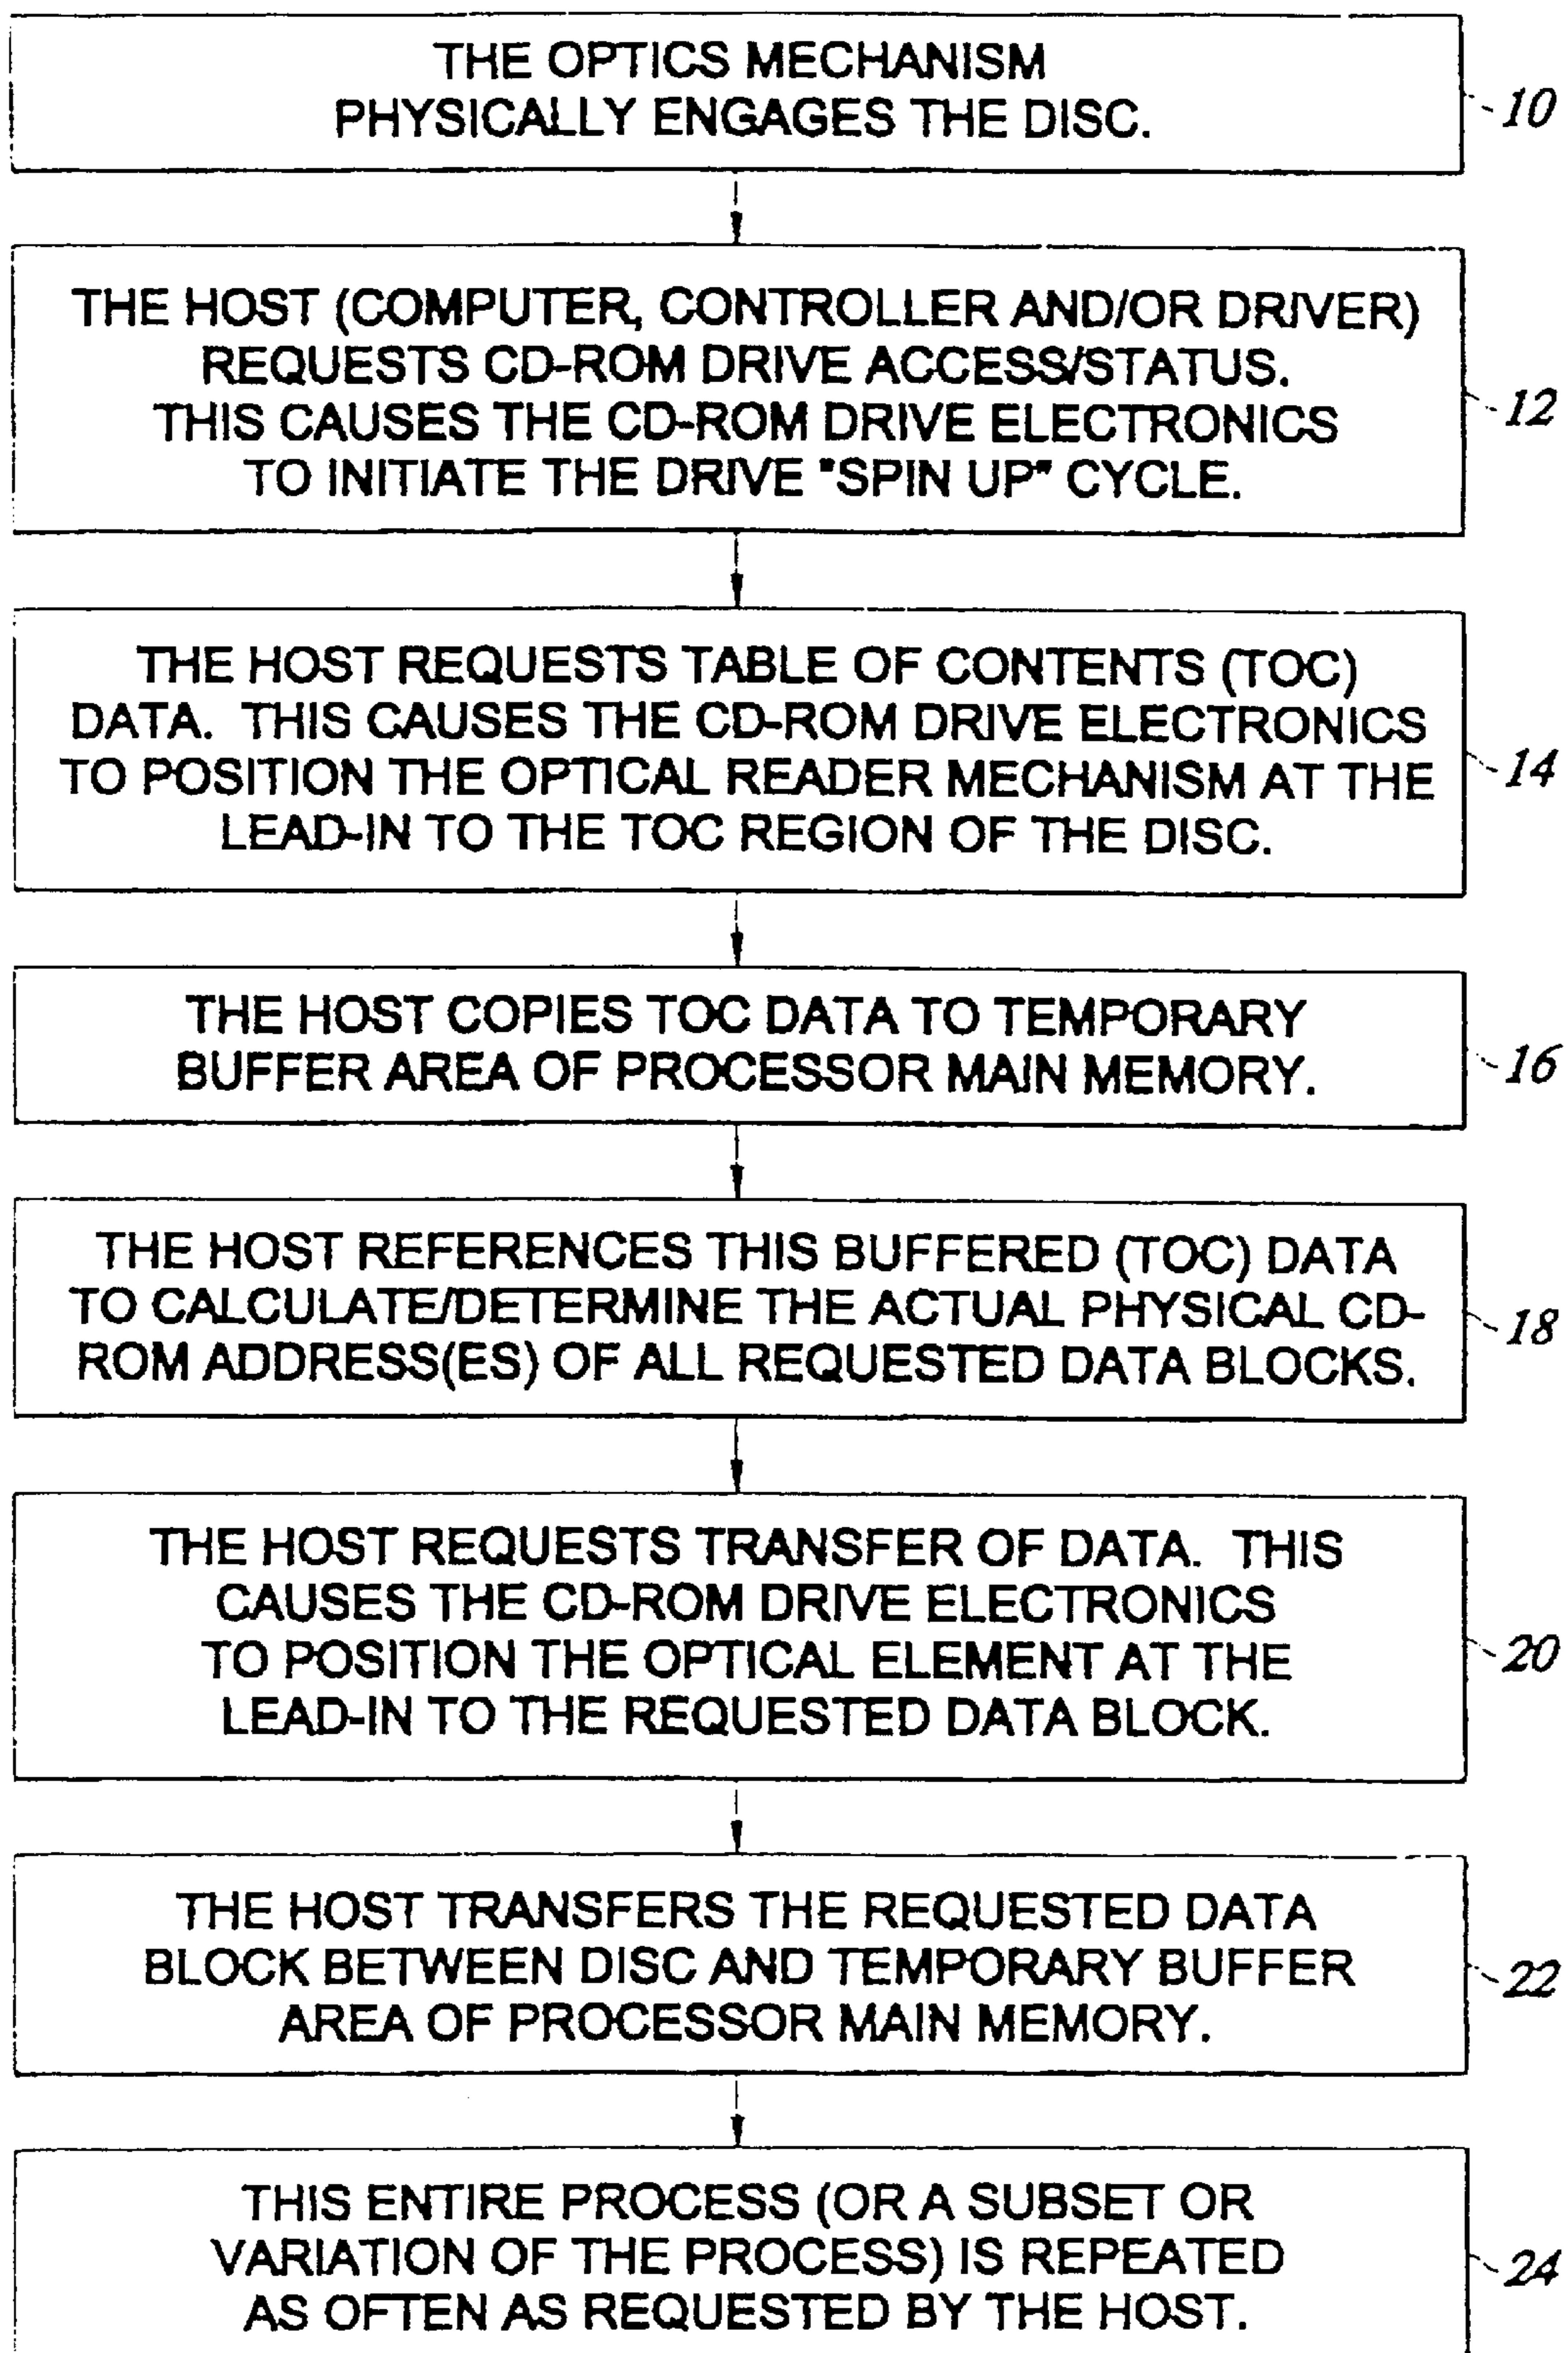 THE OPTICS MECHANISM
PHYSICALLY ENGAGES THE DISC.
10
THE HOST (COMPUTER, CONTROLLER AND/OR DRIVER)
REQUESTS CD-ROM DRIVE ACCESS/STATUS.
THIS CAUSES THE CD-ROM DRIVE ELECTRONICS
TO INITIATE THE DRIVE "SPIN UP" CYCLE.
12
THE HOST REQUESTS TABLE OF CONTENTS (TOC)
DATA. THIS CAUSES THE CD-ROM DRIVE ELECTRONICS
TO POSITION THE OPTICAL READER MECHANISM AT THE
LEAD-IN TO THE TOC REGION OF THE DISC.
14
THE HOST COPIES TOC DATA TO TEMPORARY
BUFFER AREA OF PROCESSOR MAIN MEMORY.
16
THE HOST REFERENCES THIS BUFFERED (TOC) DATA
TO CALCULATE/DETERMINE THE ACTUAL PHYSICAL CD-
ROM ADDRESS(ES) OF ALL REQUESTED DATA BLOCKS.
18
THE HOST REQUESTS TRANSFER OF DATA. THIS
CAUSES THE CD-ROM DRIVE ELECTRONICS
TO POSITION THE OPTICAL ELEMENT AT THE
LEAD-IN TO THE REQUESTED DATA BLOCK.
20
THE HOST TRANSFERS THE REQUESTED DATA
BLOCK BETWEEN DISC AND TEMPORARY BUFFER
AREA OF PROCESSOR MAIN MEMORY.
22
THIS ENTIRE PROCESS (OR A SUBSET OR
VARIATION OF THE PROCESS) IS REPEATED
AS OFTEN AS REQUESTED BY THE HOST.
24